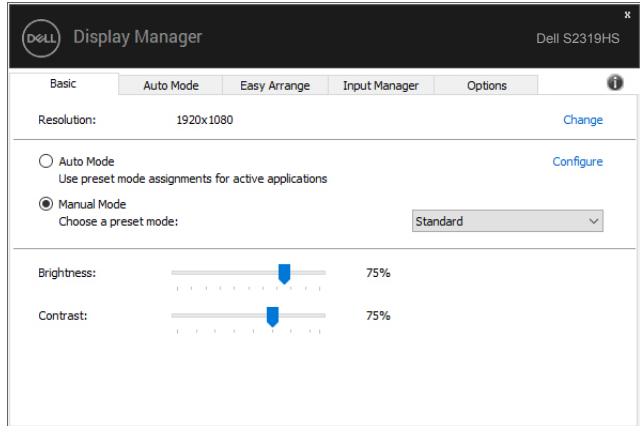 x
DELL Display Manager
Dell S2319HS
Basic Auto Mode Easy Arrange Input Manager Options i
Resolution: 1920x1080 Change
Auto Mode Configure
Use preset mode assignments for active applications
Manual Mode
Choose a preset mode: Standard
Brightness: 75%
Contrast: 75%